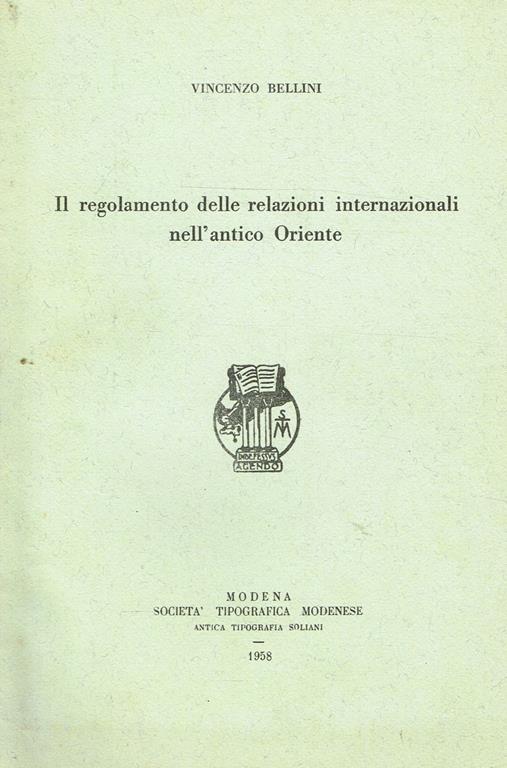 VINCENZO BELLINI
Il regolamento delle relazioni internazionali
nell'antico Oriente
S
TM
INDEFESSVS
AGENDO
MODENA
SOCIETA' TIPOGRAFICA MODENESE
ANTICA TIPOGRAFIA SOLIANI
1958